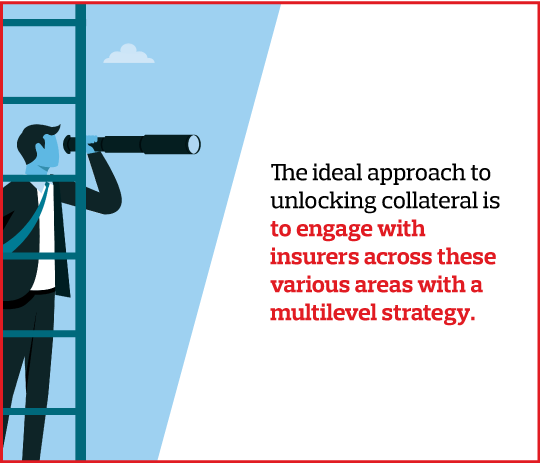 The ideal approach to
unlocking collateral is
to engage with
insurers across these
various areas with a
multilevel strategy.